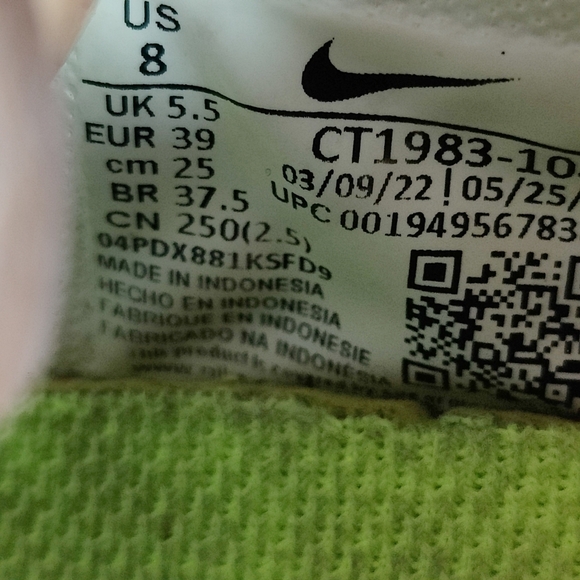 US
8
UK 5.5
EUR 39
cm 25
BR 37.5
CN 250(2.5)
04PDX881KSFD9
MADE IN INDONESIA
HECHO EN INDONESIA
FABRIQUE EN INDONESIE
FABRICADO NA INDONESIA
CT1983-10
03/09/22 ! 05/25/
UPC 00194956783